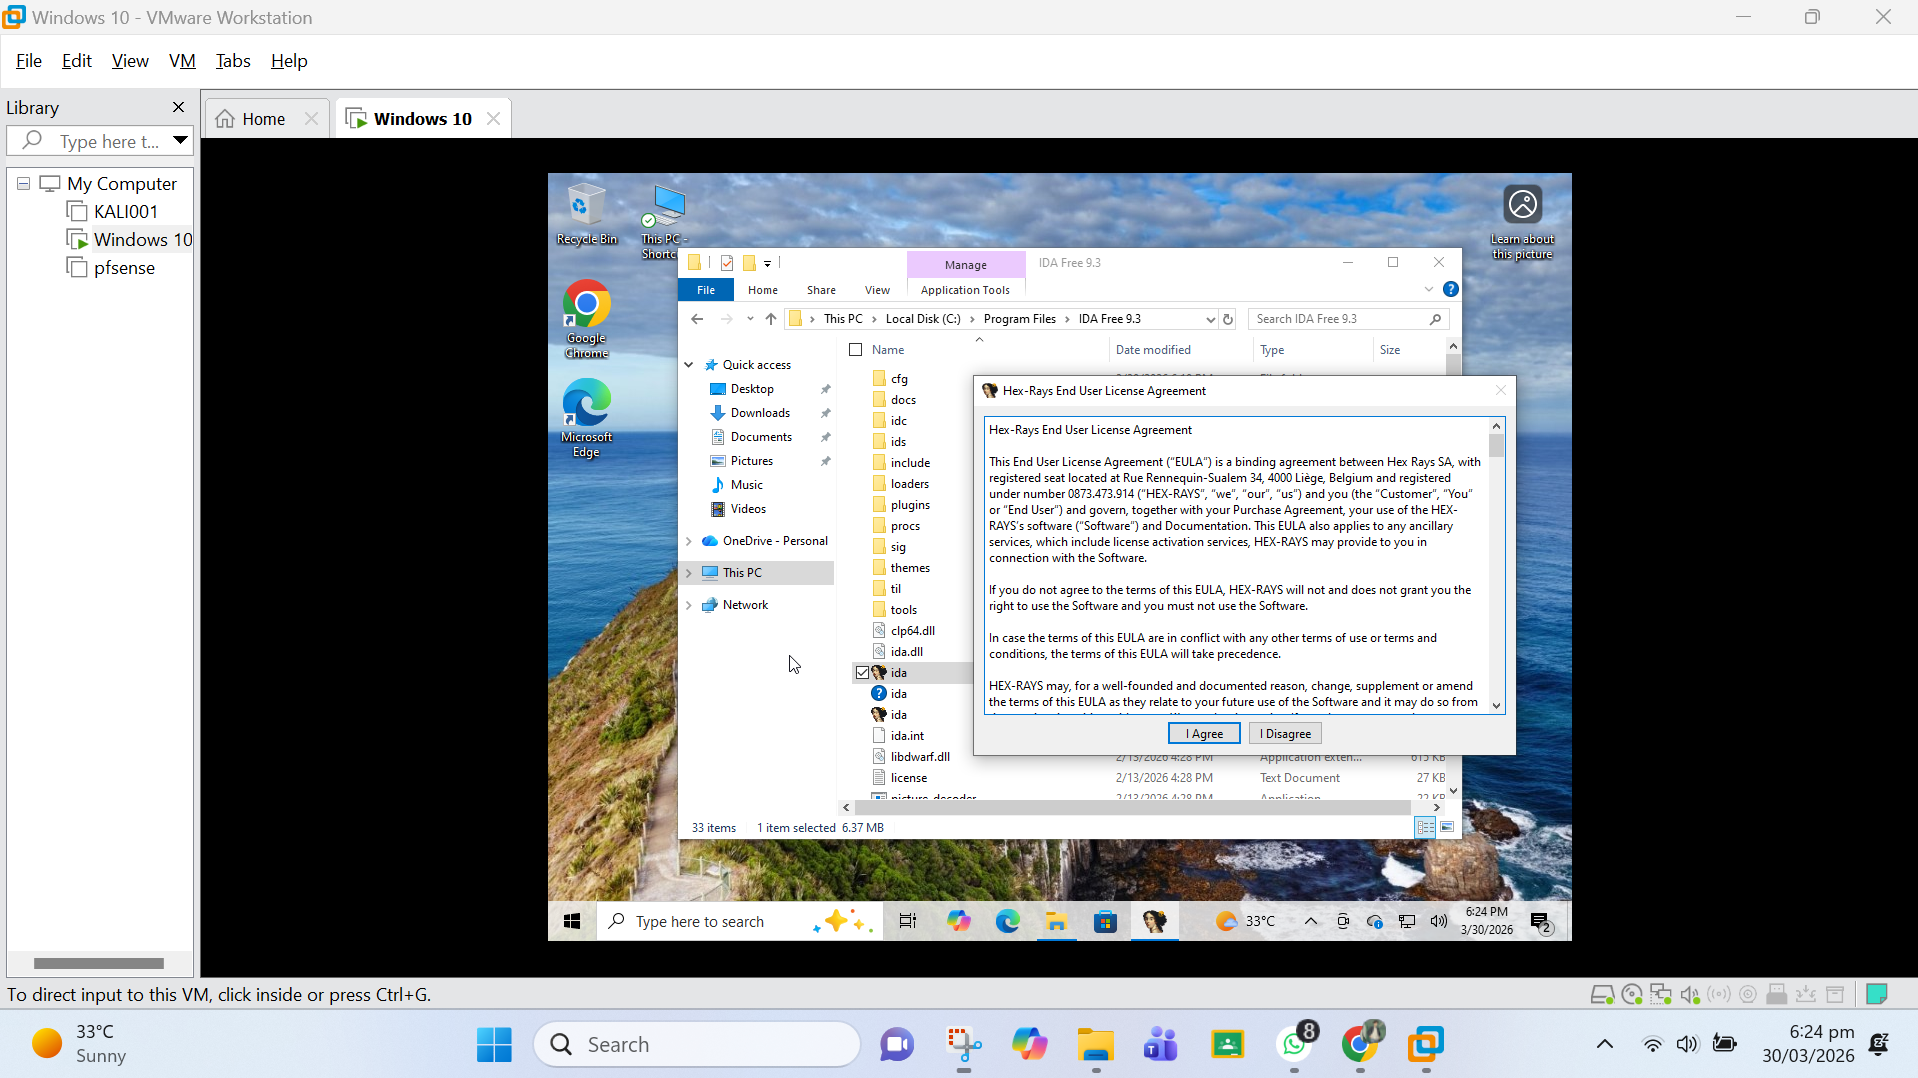 Windows 10 - VMware Workstation
File Edit View VM Tabs Help
Library
Home
Windows 10
Type here t...
My Computer
KALI001
Windows 10
pfsense
Recycle Bin
This PC -
Shortc
Learn about
this picture
Google
Chrome
Microsoft
Edge
Manage
IDA Free 9.3
File Home Share View Application Tools
This PC > Local Disk (C:) > Program Files > IDA Free 9.3
Search IDA Free 9.3
Name Date modified Type Size
Quick access
Desktop
Downloads
Documents
Pictures
Music
Videos
OneDrive - Personal
This PC
Network
cfg
docs
idc
ids
include
loaders
plugins
procs
sig
themes
til
tools
clp64.dll
ida.dll
ida
ida
ida
ida.int
libdwarf.dll 2/13/2026 4:28 PM Application exten... 615 KB
license 2/13/2026 4:28 PM Text Document 27 KB
33 items 1 item selected 6.37 MB
Hex-Rays End User License Agreement
Hex-Rays End User License Agreement
This End User License Agreement (“EULA”) is a binding agreement between Hex Rays SA, with
registered seat located at Rue Rennequin-Sualem 34, 4000 Liège, Belgium and registered
under number 0873.473.914 (“HEX-RAYS”, “we”, “our”, “us”) and you (the “Customer”, “You”
or “End User”) and govern, together with your Purchase Agreement, your use of the HEX-
RAYS’s software (“Software”) and Documentation. This EULA also applies to any ancillary
services, which include license activation services, HEX-RAYS may provide to you in
connection with the Software.
If you do not agree to the terms of this EULA, HEX-RAYS will not and does not grant you the
right to use the Software and you must not use the Software.
In case the terms of this EULA are in conflict with any other terms of use or terms and
conditions, the terms of this EULA will take precedence.
HEX-RAYS may, for a well-founded and documented reason, change, supplement or amend
the terms of this EULA as they relate to your future use of the Software and it may do so from
I Agree I Disagree
Type here to search
33°C
6:24 PM
3/30/2026
2
To direct input to this VM, click inside or press Ctrl+G.
33°C
Sunny
Search
8
6:24 pm
30/03/2026